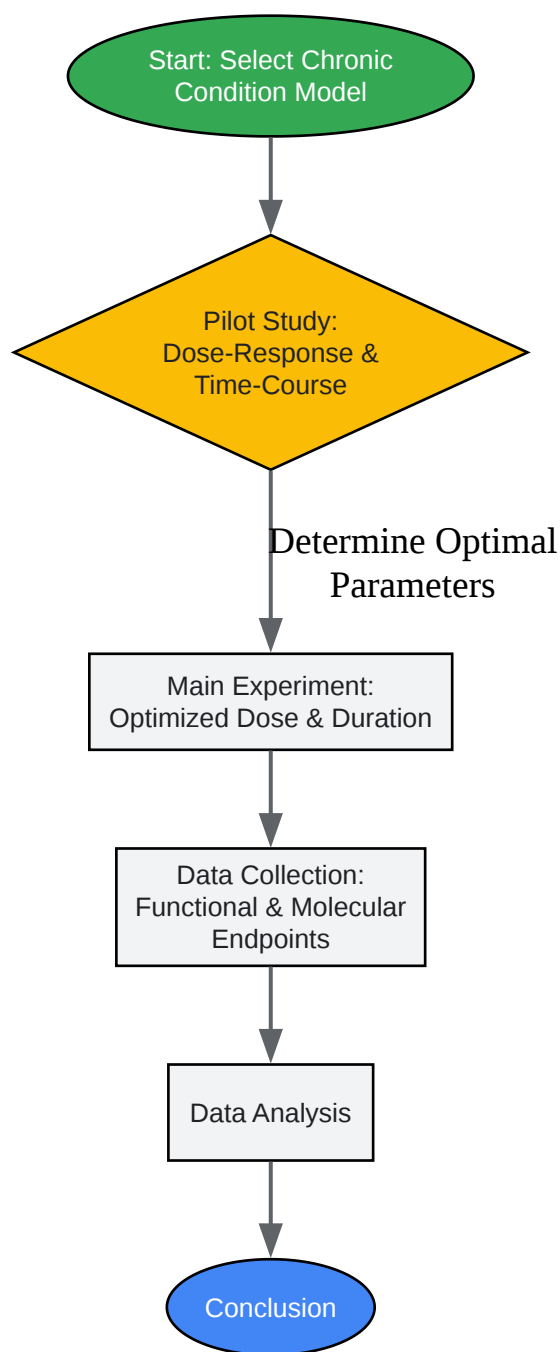 Start: Select Chronic
Condition Model
Pilot Study:
Dose-Response &
Time-Course
Determine Optimal
Parameters
Main Experiment:
Optimized Dose & Duration
Data Collection:
Functional & Molecular
Endpoints
Data Analysis
Conclusion